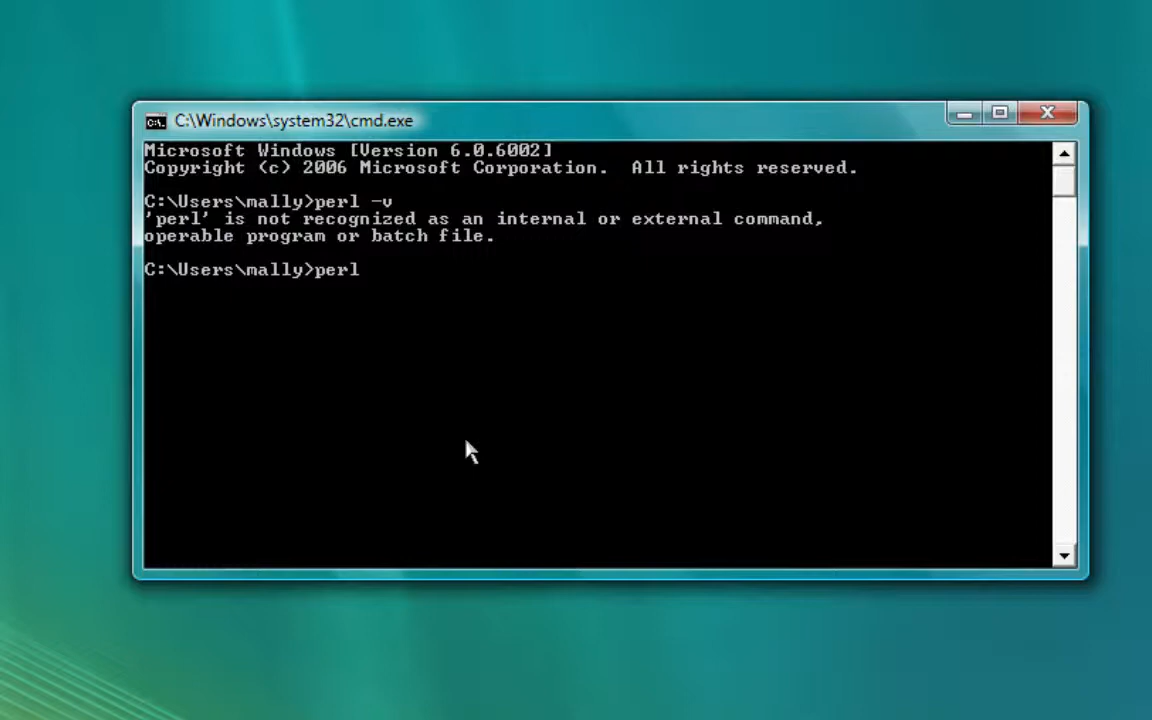 C:\Windows\system32\cmd.exe
Microsoft Windows [Version 6.0.6002]
Copyright (c) 2006 Microsoft Corporation.  All rights reserved.
C:\Users\mally>perl -v
'perl' is not recognized as an internal or external command,
operable program or batch file.
C:\Users\mally>perl